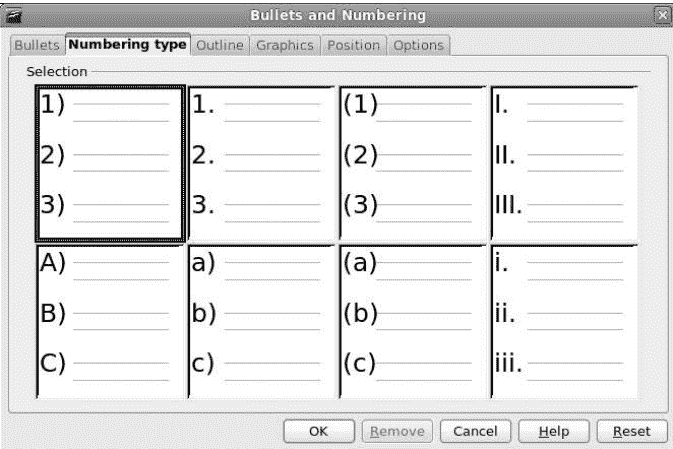 Bullets and Numbering
Bullets Numbering type Outline Graphics Position Options
Selection
1) 1. (1) I.
2) 2. (2) II.
3) 3. (3) III.
A) a) (a) i.
B) b) (b) ii.
C) c) (c) iii.
OK Remove Cancel Help Reset